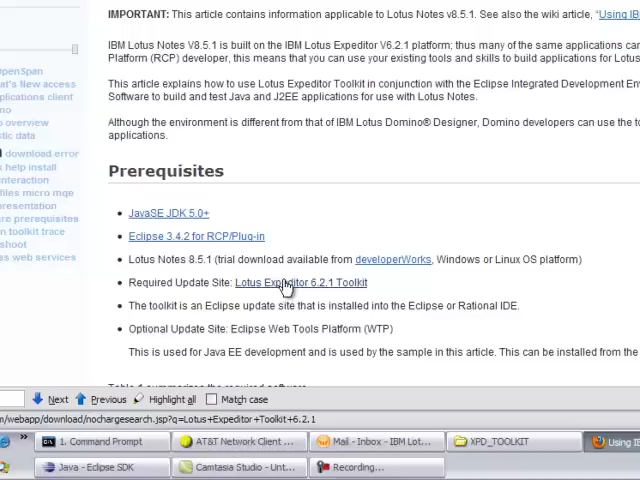 IMPORTANT: This article contains information applicable to Lotus Notes v8.5.1. See also the wiki article, "Using IB
IBM Lotus Notes V8.5.1 is built on the IBM Lotus Expeditor V6.2.1 platform; thus many of the same applications ca
Platform (RCP) developer, this means that you can use your existing tools and skills to build applications for Lotus
This article explains how to use Lotus Expeditor Toolkit in conjunction with the Eclipse Integrated Development Env
Software to build and test Java and J2EE applications for use with Lotus Notes.
Although the environment is different from that of IBM Lotus Domino® Designer, Domino developers can use the to
applications.
Prerequisites
• JavaSE JDK 5.0+
• Eclipse 3.4.2 for RCP/Plug-in
• Lotus Notes 8.5.1 (trial download available from developerWorks, Windows or Linux OS platform)
• Required Update Site: Lotus Expeditor 6.2.1 Toolkit
• The toolkit is an Eclipse update site that is installed into the Eclipse or Rational IDE.
• Optional Update Site: Eclipse Web Tools Platform (WTP)
This is used for Java EE development and is used by the sample in this article. This can be installed from the
Table 1 summarizes the required software
OpenSpan
at's New access
plications client
mo
o overview
stic data
download error
k help install
interaction
files micro mqe
presentation
are prerequisites
n toolkit trace
shoot
ss web services
Next Previous Highlight all Match case
m/webapp/download/nochargesearch.jsp?q=Lotus+Expeditor+Toolkit+6.2.1
» 1. Command Prompt AT&T Network Client ... Mail - Inbox - IBM Lot... XPD_TOOLKIT Using IB
Java - Eclipse SDK Camtasia Studio - Unt... Recording...